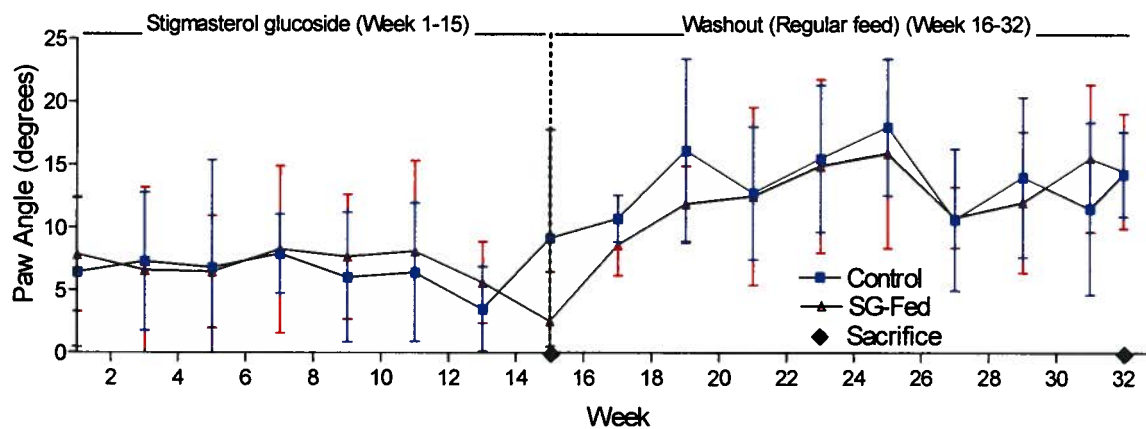 Stigmasterol glucoside (Week 1-15) Washout (Regular feed) (Week 16-32)
25
20
15
10
5
0
Paw Angle (degrees)
Control
SG-Fed
Sacrifice
2 4 6 8 10 12 14 16 18 20 22 24 26 28 30 32
Week